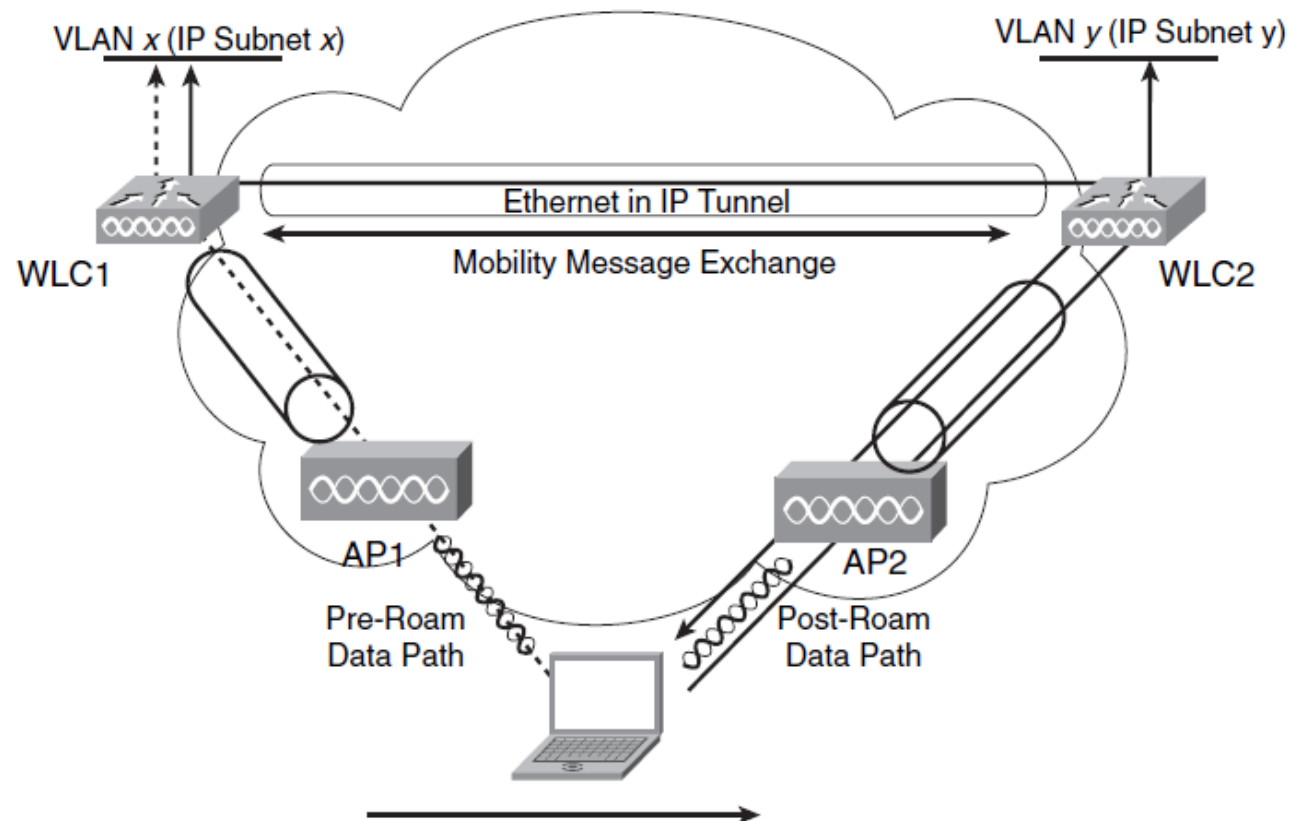 VLAN x (IP Subnet x)
VLAN y (IP Subnet y)
Ethernet in IP Tunnel
Mobility Message Exchange
WLC1
WLC2
AP1
AP2
Pre-Roam
Data Path
Post-Roam
Data Path